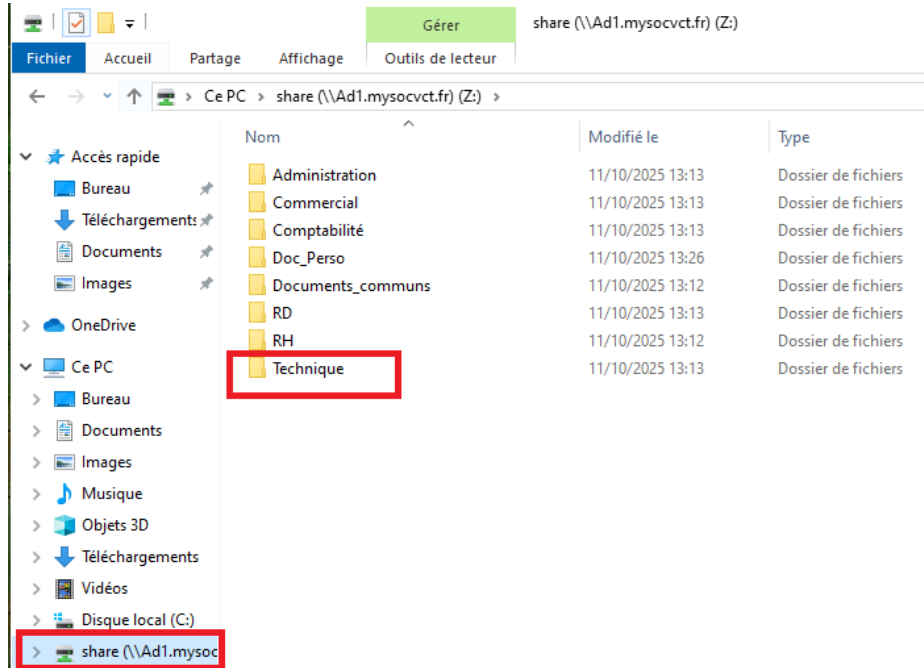 Gérer
share (\\Ad1.mysocvct.fr) (Z:)
Fichier Accueil Partage Affichage Outils de lecteur
Ce PC > share (\\Ad1.mysocvct.fr) (Z:) >
Nom Modifié le Type
Accès rapide
Bureau
Téléchargements
Documents
Images
OneDrive
Ce PC
Bureau
Documents
Images
Musique
Objets 3D
Téléchargements
Vidéos
Disque local (C:)
share (\\Ad1.mysoc
Administration 11/10/2025 13:13 Dossier de fichiers
Commercial 11/10/2025 13:13 Dossier de fichiers
Comptabilité 11/10/2025 13:13 Dossier de fichiers
Doc_Perso 11/10/2025 13:26 Dossier de fichiers
Documents_communs 11/10/2025 13:12 Dossier de fichiers
RD 11/10/2025 13:13 Dossier de fichiers
RH 11/10/2025 13:12 Dossier de fichiers
Technique 11/10/2025 13:13 Dossier de fichiers